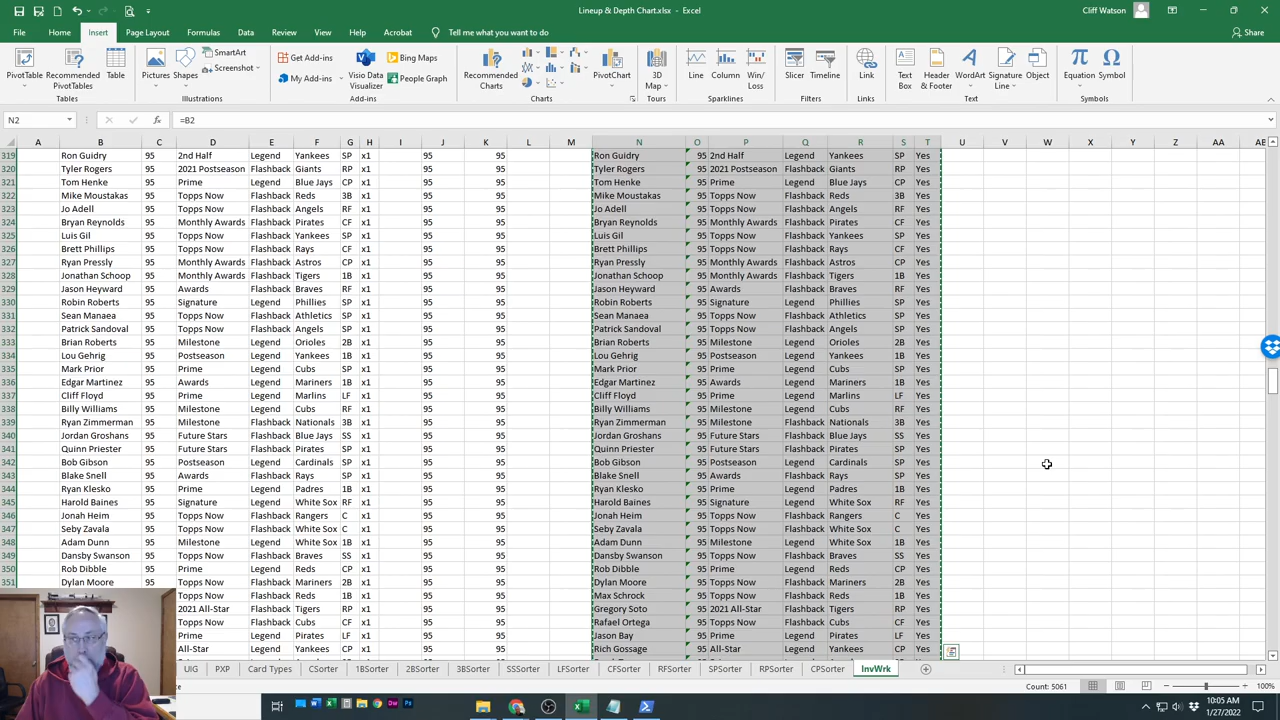 Lineup & Depth Chart.xlsx - Excel
Cliff Watson
File Home Insert Page Layout Formulas Data Review View Help Acrobat Tell me what you want to do Share
PivotTable Recommended PivotTables Table Pictures Shapes SmartArt Screenshot Get Add-ins My Add-ins Visio Data Visualizer Bing Maps People Graph Recommended Charts PivotChart 3D Map Line Column Win/Loss Slicer Timeline Link Text Box Header & Footer WordArt Signature Line Object Equation Symbol
Tables Illustrations Add-ins Charts Tours Sparklines Filters Links Text Symbols
N2 =B2
A B C D E F G H I J K L M N O P Q R S T U V W X Y Z AA AE
319 Ron Guidry 95 2nd Half Legend Yankees SP x1 95 95 Ron Guidry 95 2nd Half Legend Yankees SP Yes
320 Tyler Rogers 95 2021 Postseason Flashback Giants RP x1 95 95 Tyler Rogers 95 2021 Postseason Flashback Giants RP Yes
321 Tom Henke 95 Prime Legend Blue Jays CP x1 95 95 Tom Henke 95 Prime Legend Blue Jays CP Yes
322 Mike Moustakas 95 Topps Now Flashback Reds 3B x1 95 95 Mike Moustakas 95 Topps Now Flashback Reds 3B Yes
323 Jo Adell 95 Topps Now Flashback Angels RF x1 95 95 Jo Adell 95 Topps Now Flashback Angels RF Yes
324 Bryan Reynolds 95 Monthly Awards Flashback Pirates CF x1 95 95 Bryan Reynolds 95 Monthly Awards Flashback Pirates CF Yes
325 Luis Gil 95 Topps Now Flashback Yankees SP x1 95 95 Luis Gil 95 Topps Now Flashback Yankees SP Yes
326 Brett Phillips 95 Topps Now Flashback Rays CF x1 95 95 Brett Phillips 95 Topps Now Flashback Rays CF Yes
327 Ryan Pressly 95 Monthly Awards Flashback Astros CP x1 95 95 Ryan Pressly 95 Monthly Awards Flashback Astros CP Yes
328 Jonathan Schoop 95 Monthly Awards Flashback Tigers 1B x1 95 95 Jonathan Schoop 95 Monthly Awards Flashback Tigers 1B Yes
329 Jason Heyward 95 Awards Flashback Braves RF x1 95 95 Jason Heyward 95 Awards Flashback Braves RF Yes
330 Robin Roberts 95 Signature Legend Phillies SP x1 95 95 Robin Roberts 95 Signature Legend Phillies SP Yes
331 Sean Manaea 95 Topps Now Flashback Athletics SP x1 95 95 Sean Manaea 95 Topps Now Flashback Athletics SP Yes
332 Patrick Sandoval 95 Topps Now Flashback Angels SP x1 95 95 Patrick Sandoval 95 Topps Now Flashback Angels SP Yes
333 Brian Roberts 95 Milestone Flashback Orioles 2B x1 95 95 Brian Roberts 95 Milestone Flashback Orioles 2B Yes
334 Lou Gehrig 95 Postseason Legend Yankees 1B x1 95 95 Lou Gehrig 95 Postseason Legend Yankees 1B Yes
335 Mark Prior 95 Prime Legend Cubs SP x1 95 95 Mark Prior 95 Prime Legend Cubs SP Yes
336 Edgar Martinez 95 Awards Legend Mariners 1B x1 95 95 Edgar Martinez 95 Awards Legend Mariners 1B Yes
337 Cliff Floyd 95 Prime Legend Marlins LF x1 95 95 Cliff Floyd 95 Prime Legend Marlins LF Yes
338 Billy Williams 95 Milestone Legend Cubs RF x1 95 95 Billy Williams 95 Milestone Legend Cubs RF Yes
339 Ryan Zimmerman 95 Milestone Flashback Nationals 3B x1 95 95 Ryan Zimmerman 95 Milestone Flashback Nationals 3B Yes
340 Jordan Groshans 95 Future Stars Flashback Blue Jays SS x1 95 95 Jordan Groshans 95 Future Stars Flashback Blue Jays SS Yes
341 Quinn Priester 95 Future Stars Flashback Pirates SP x1 95 95 Quinn Priester 95 Future Stars Flashback Pirates SP Yes
342 Bob Gibson 95 Postseason Legend Cardinals SP x1 95 95 Bob Gibson 95 Postseason Legend Cardinals SP Yes
343 Blake Snell 95 Awards Flashback Rays SP x1 95 95 Blake Snell 95 Awards Flashback Rays SP Yes
344 Ryan Klesko 95 Prime Legend Padres 1B x1 95 95 Ryan Klesko 95 Prime Legend Padres 1B Yes
345 Harold Baines 95 Signature Legend White Sox RF x1 95 95 Harold Baines 95 Signature Legend White Sox RF Yes
346 Jonah Heim 95 Topps Now Flashback Rangers C x1 95 95 Jonah Heim 95 Topps Now Flashback Rangers C Yes
347 Seby Zavala 95 Topps Now Flashback White Sox C x1 95 95 Seby Zavala 95 Topps Now Flashback White Sox C Yes
348 Adam Dunn 95 Milestone Legend White Sox 1B x1 95 95 Adam Dunn 95 Milestone Legend White Sox 1B Yes
349 Dansby Swanson 95 Topps Now Flashback Braves SS x1 95 95 Dansby Swanson 95 Topps Now Flashback Braves SS Yes
350 Rob Dibble 95 Prime Legend Reds CP x1 95 95 Rob Dibble 95 Prime Legend Reds CP Yes
351 Dylan Moore 95 Topps Now Flashback Mariners 2B x1 95 95 Dylan Moore 95 Topps Now Flashback Mariners 2B Yes
Topps Now Flashback Reds 1B x1 95 95 Max Schrock 95 Topps Now Flashback Reds 1B Yes
2021 All-Star Flashback Tigers RP x1 95 95 Gregory Soto 95 2021 All-Star Flashback Tigers RP Yes
Topps Now Flashback Cubs CF x1 95 95 Rafael Ortega 95 Topps Now Flashback Cubs CF Yes
Prime Legend Pirates LF x1 95 95 Jason Bay 95 Prime Legend Pirates LF Yes
All-Star Legend Yankees CP x1 95 95 Rich Gossage 95 All-Star Legend Yankees CP Yes
UIG PXP Card Types CSorter 1BSorter 2BSorter 3BSorter SSSorter LFSorter CFSorter RFSorter SPSorter RPSorter CPSorter InvWrk
Count: 5061 100%
10:05 AM
1/27/2022